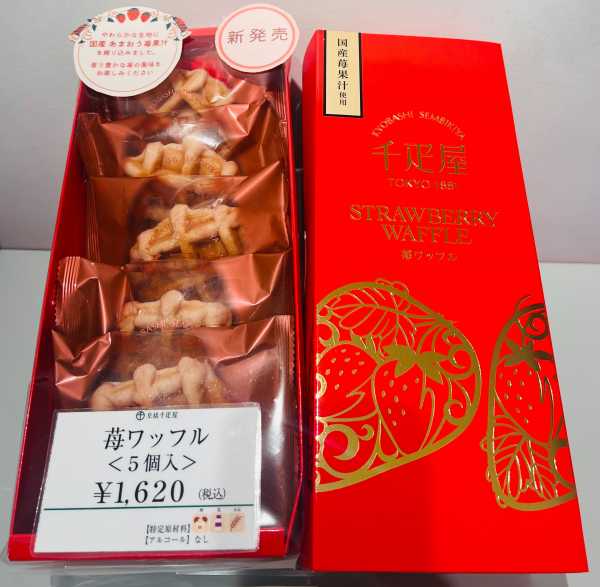 やわらかな生地に
国産 あまおう苺果汁
を練り込みました。
香り豊かな苺の風味を
お楽しみください
新発売
国産苺果汁使用
KYOBASHI SEMBIKIYA
千疋屋
TOKYO 1881
STRAWBERRY
WAFFLE
苺ワッフル
京橋千疋屋
苺ワッフル
<5個入>
¥1,620 (税込)
【特定原材料】
【アルコール】なし